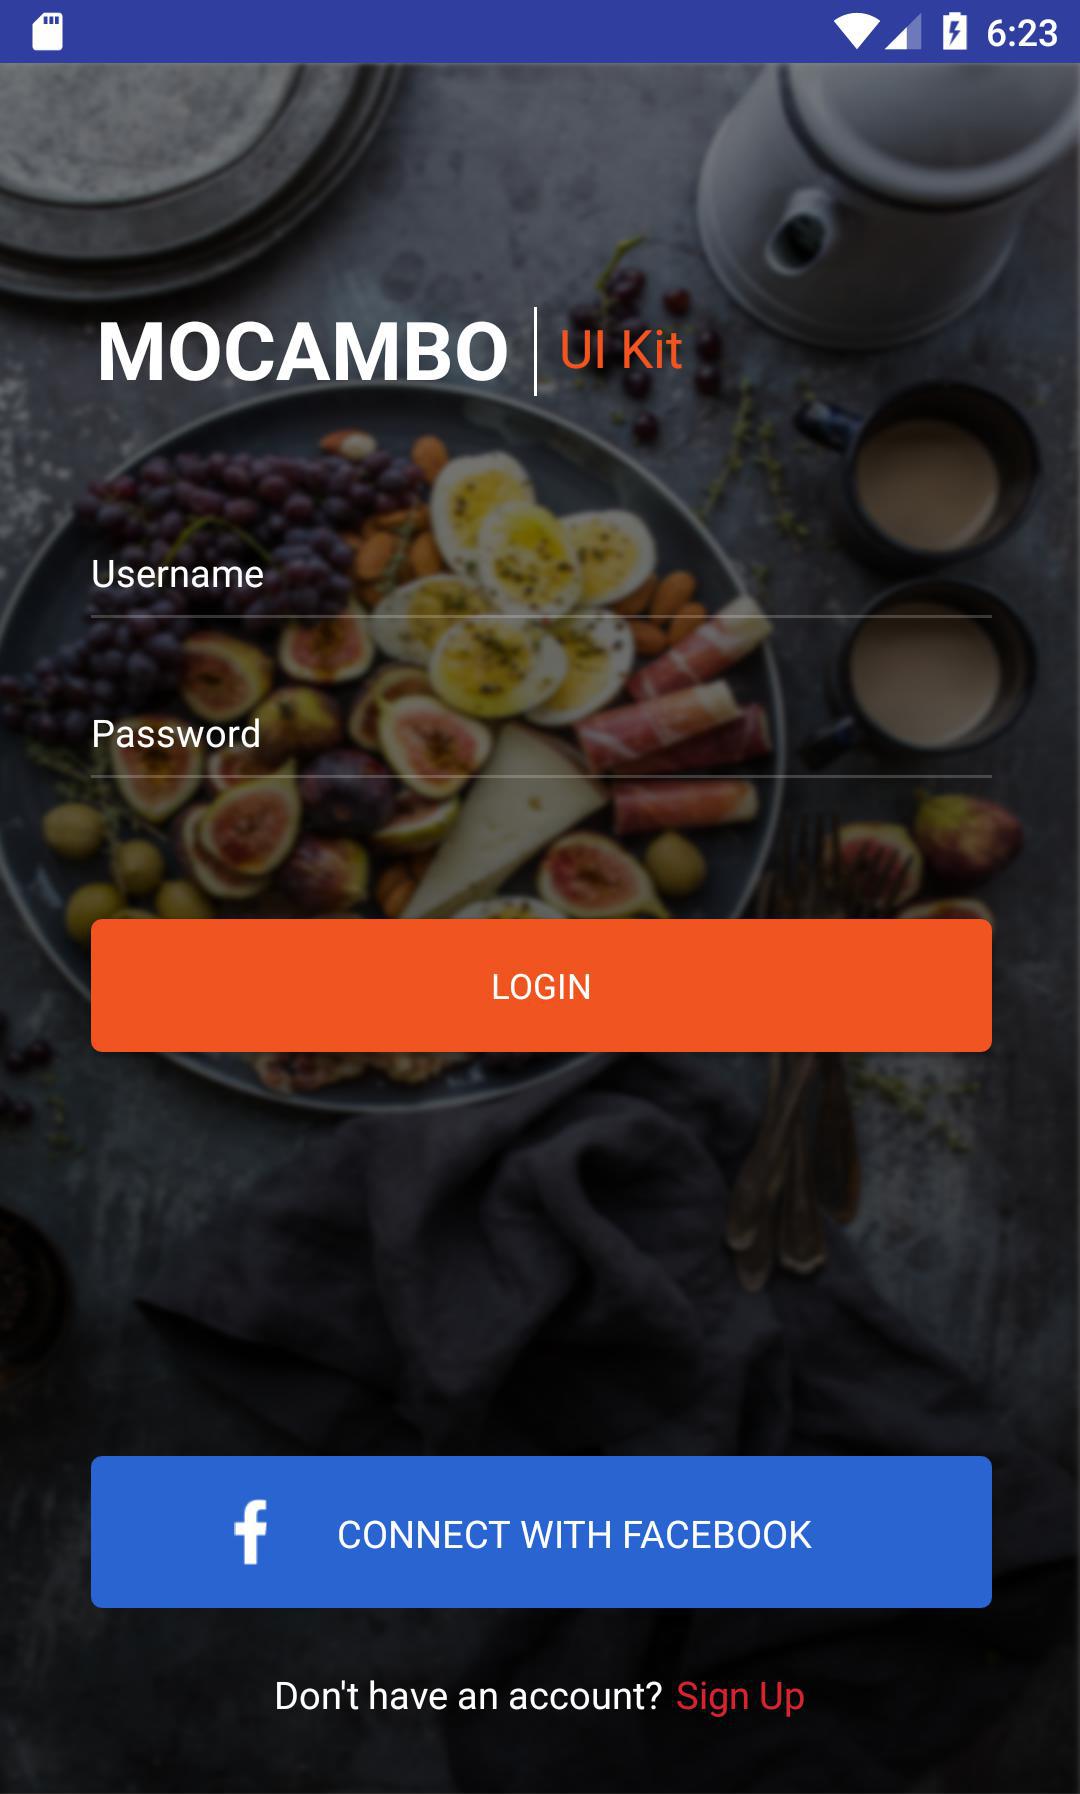 6:23
MOCAMBO
UI Kit
Username
Password
LOGIN
CONNECT WITH FACEBOOK
Don't have an account? Sign Up